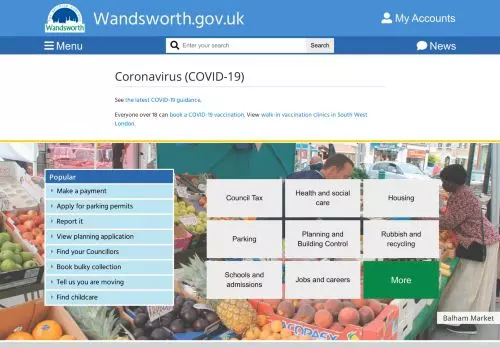 Wandsworth
Wandsworth.gov.uk
My Accounts
Menu
Enter your search
Search
News
Coronavirus (COVID-19)
See the latest COVID-19 guidance.
Everyone over 18 can book a COVID-19 vaccination. View walk-in vaccination clinics in South West
London.
Popular
Make a payment
Apply for parking permits
Report it
View planning application
Find your Councillors
Book bulky collection
Tell us you are moving
Find childcare
Council Tax
Health and social
care
Housing
Parking
Planning and
Building Control
Rubbish and
recycling
Schools and
admissions
Jobs and careers
More
Balham Market